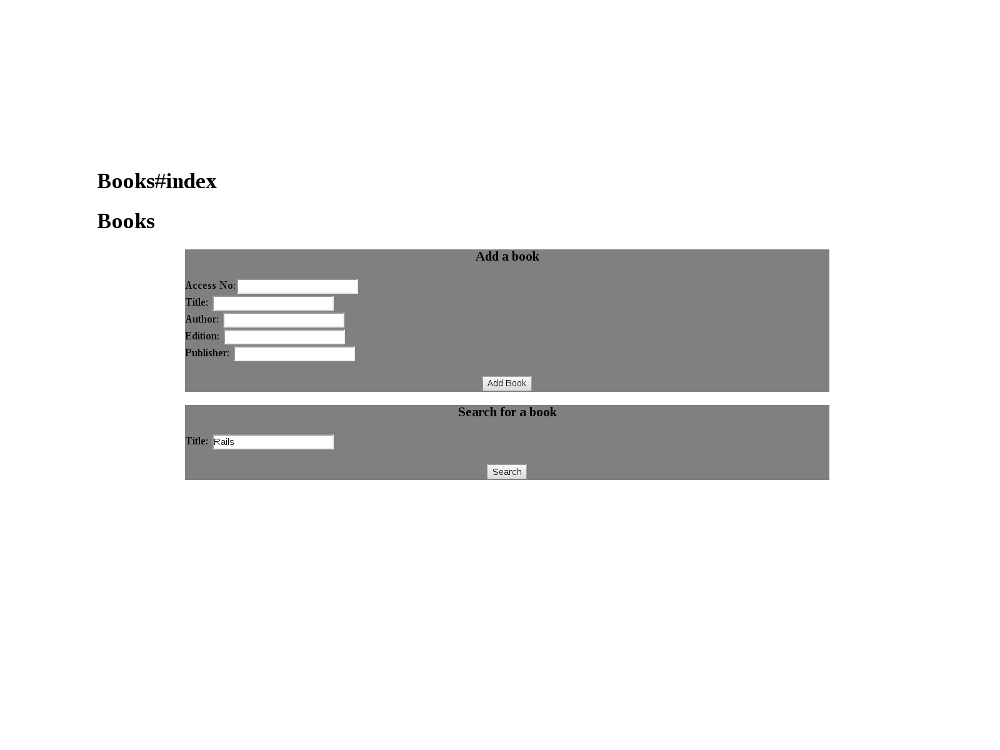 Books#index
Books
Add a book
Access No:
Title:
Author:
Edition:
Publisher:
Add Book
Search for a book
Title: Rails
Search